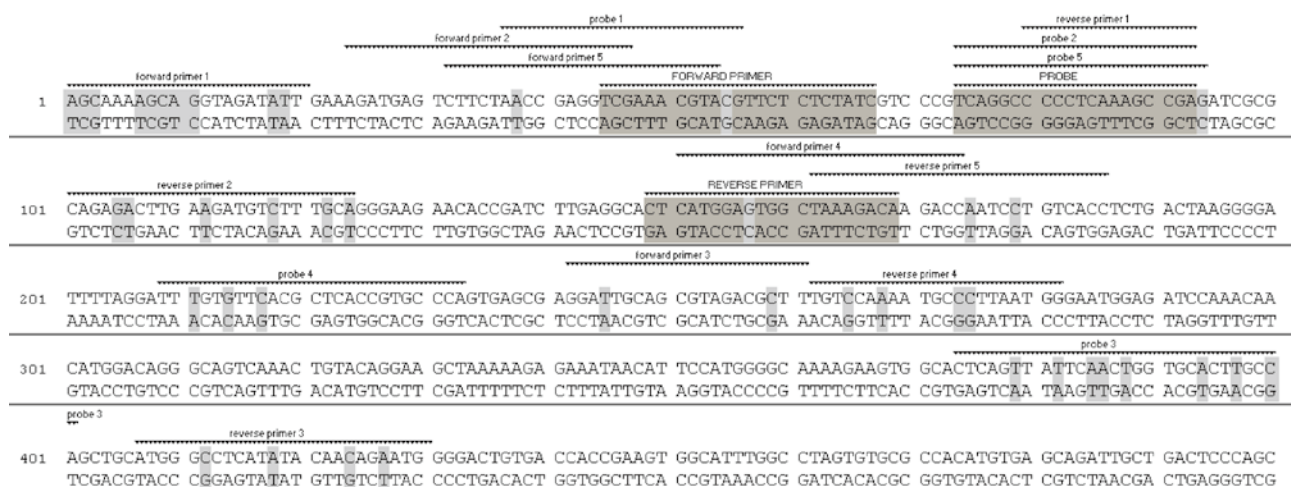 probe 1
reverse primer 1
forward primer 2
probe 2
forward primer 5
probe 5
forward primer 1
FORWARD PRIMER
PROBE
1 AGCAAAAGCA GGTAGATATT GAAAGATGAG TCTTCTAACC GAGGTCGAAA CGTACGTTCT CTCTATCGTC CCGTCAGGCC CCCTCAAAGC CGAGATCGCG
TCGTTTTCGT CCATCTATAA CTTTCTACTC AGAAGATTGG CTCCAGCTTT GCATGCAAGA GAGATAGCAG GGCAGTCCGG GGGAGTTTCG GCTCTAGCGC
forward primer 4
reverse primer 5
reverse primer 2
REVERSE PRIMER
101 CAGAGACTTG AAGATGTCTT TGCAGGGAAG AACACCGATC TTGAGGCACT CATGGAGTGG CTAAAGACAA GACCAATCCT GTCACCTCTG ACTAAGGGGA
GTCTCTGAAC TTCTACAGAA ACGTCCCTTC TTGTGGCTAG AACTCCGTGA GTACCTCACC GATTTCTGTT CTGGTTAGGA CAGTGGAGAC TGATTCCCCT
forward primer 3
probe 4
reverse primer 4
201 TTTTAGGATT TGTGTTCACG CTCACCGTGC CCAGTGAGCG AGGATTGCAG CGTAGACGCT TTGTCCAAAA TGCCCTTAAT GGGAATGGAG ATCCAAACAA
AAAATCCTAA ACACAAGTGC GAGTGGCACG GGTCACTCGC TCCTAACGTC GCATCTGCGA AACAGGTTTT ACGGGAATTA CCCTTACCTC TAGGTTTGTT
probe 3
301 CATGGACAGG GCAGTCAAAC TGTACAGGAA GCTAAAAAGA GAAATAACAT TCCATGGGGC AAAAGAAGTG GCACTCAGTT ATTCAACTGG TGCACTTGCC
GTACCTGTCC CGTCAGTTTG ACATGTCCTT CGATTTTTCT CTTTATTGTA AGGTACCCCG TTTTCTTCAC CGTGAGTCAA TAAGTTGACC ACGTGAACGG
probe 3
reverse primer 3
401 AGCTGCATGG GCCTCATATA CAACAGAATG GGGACTGTGA CCACCGAAGT GGCATTTGGC CTAGTGTGCG CCACATGTGA GCAGATTGCT GACTCCCAGC
TCGACGTACC CGGAGTATAT GTTGTCTTAC CCCTGACACT GGTGGCTTCA CCGTAAACCG GATCACACGC GGTGTACACT CGTCTAACGA CTGAGGGTCG